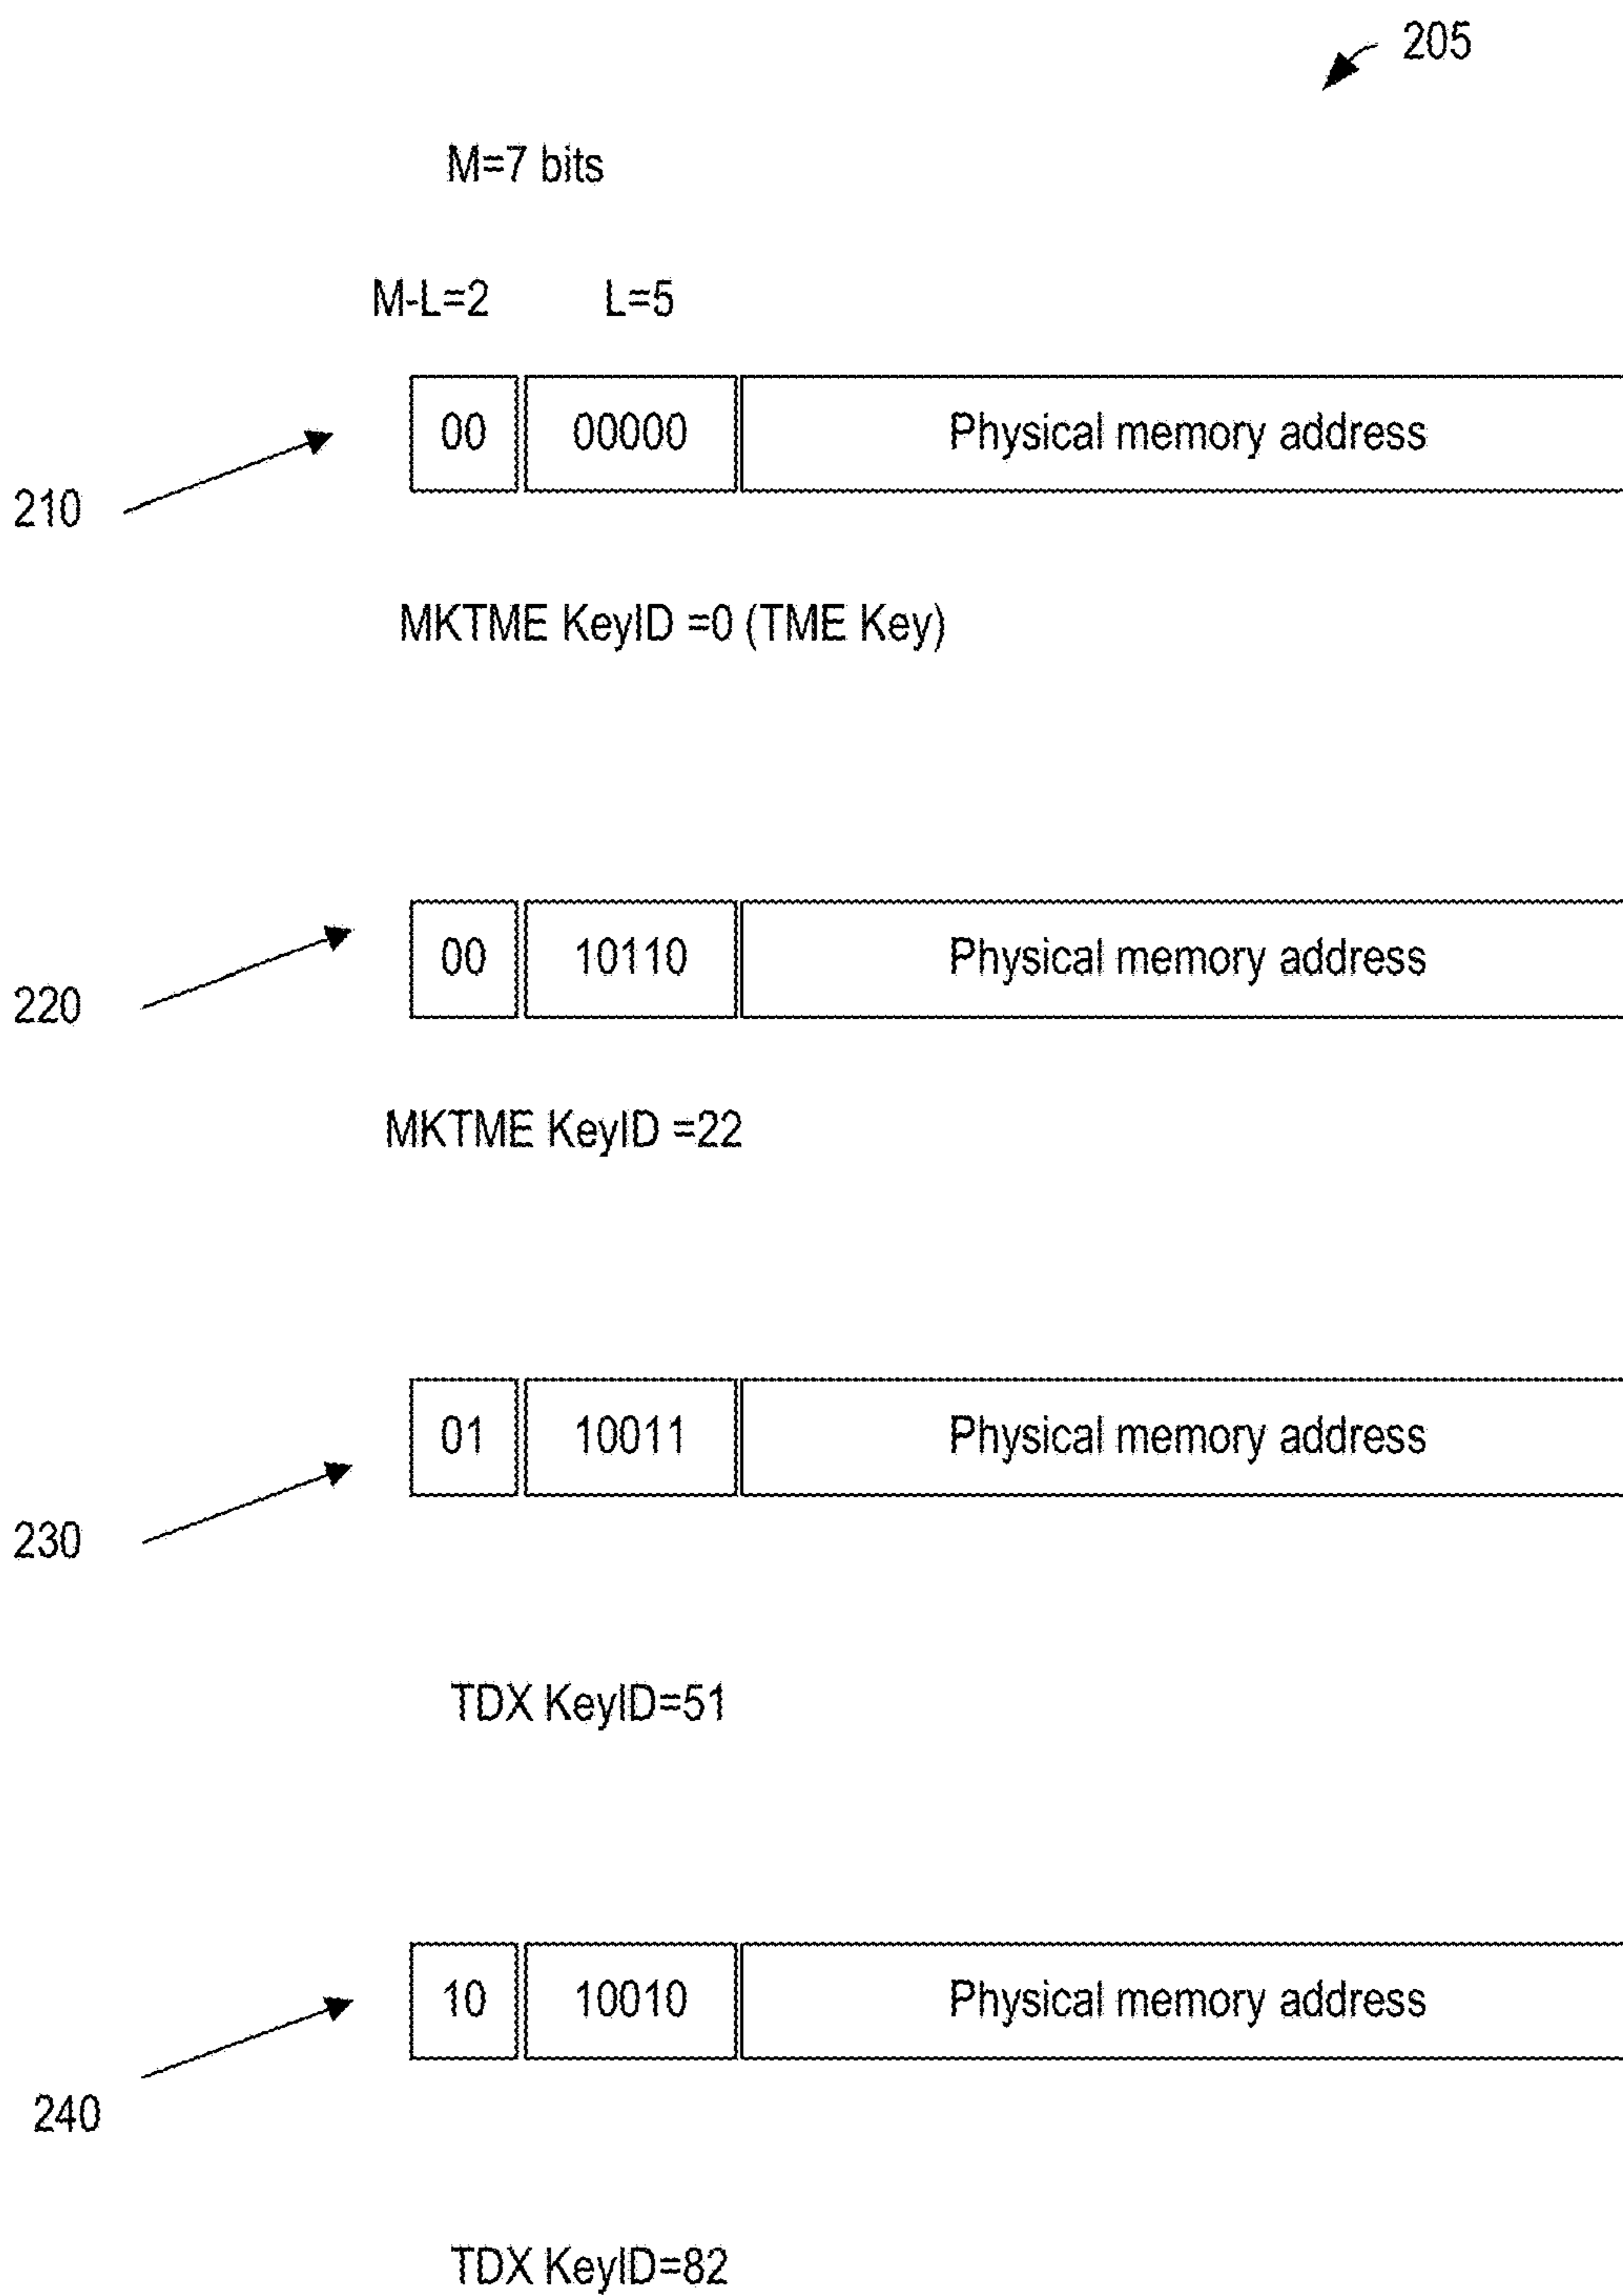 205
M=7 bits
M-L=2 L=5
00 00000 Physical memory address
210
MKTME KeyID =0 (TME Key)
00 10110 Physical memory address
220
MKTME KeyID =22
01 10011 Physical memory address
230
TDX KeyID=51
10 10010 Physical memory address
240
TDX KeyID=82